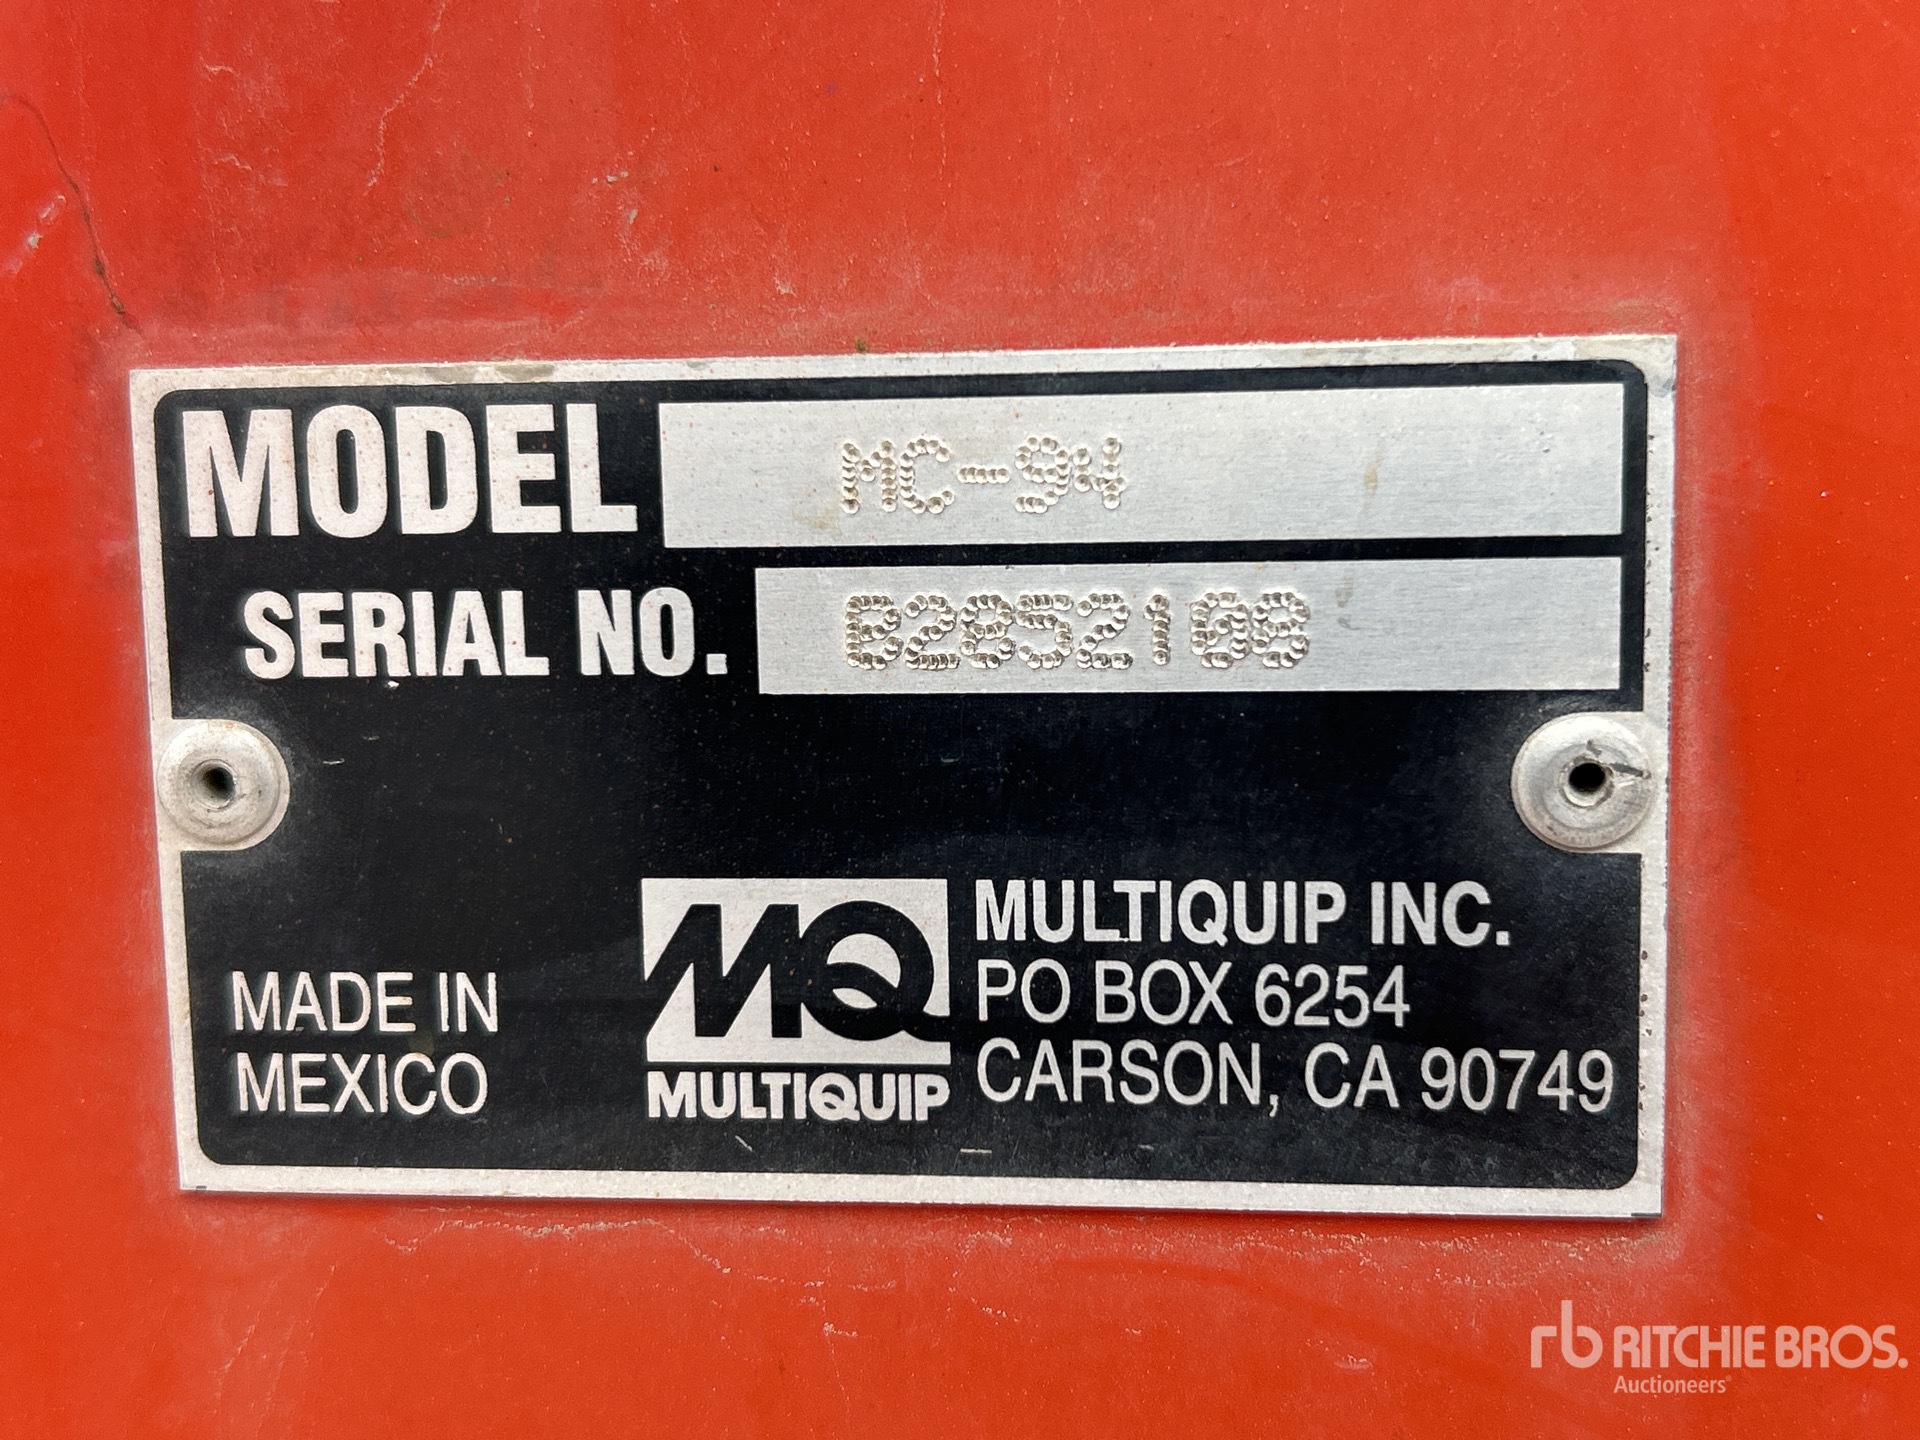 MODEL MC-94
SERIAL NO. B2852108
MADE IN
MEXICO
MQ
MULTIQUIP
MULTIQUIP INC.
PO BOX 6254
CARSON, CA 90749
rb RITCHIE BROS.
Auctioneers